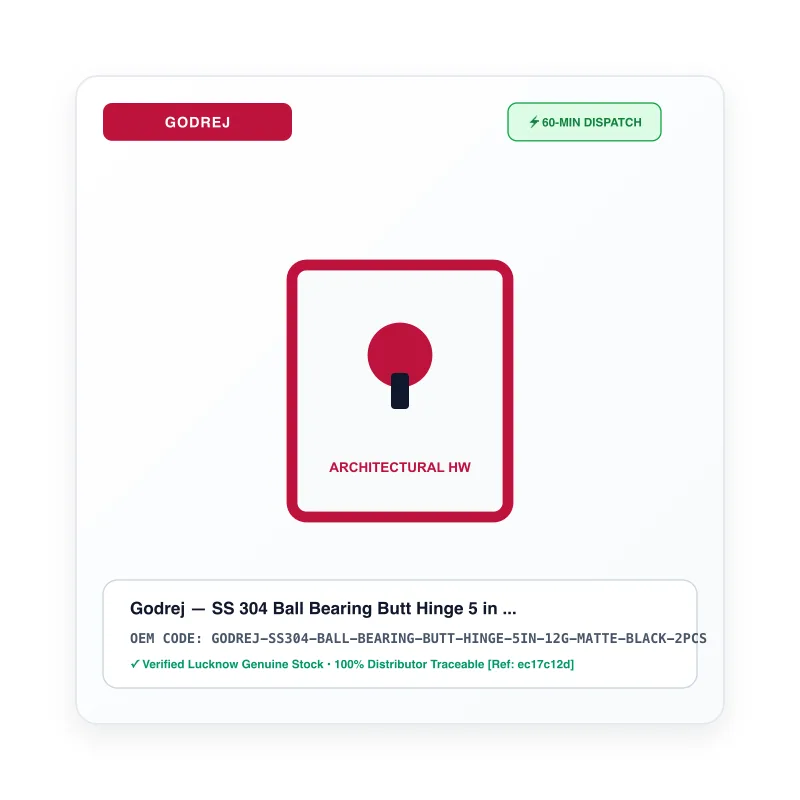 GODREJ
⚡ 60-MIN DISPATCH
ARCHITECTURAL HW
Godrej — SS 304 Ball Bearing Butt Hinge 5 in ...
OEM CODE: GODREJ-SS304-BALL-BEARING-BUTT-HINGE-5IN-12G-MATTE-BLACK-2PCS
✓ Verified Lucknow Genuine Stock · 100% Distributor Traceable [Ref: ec17c12d]